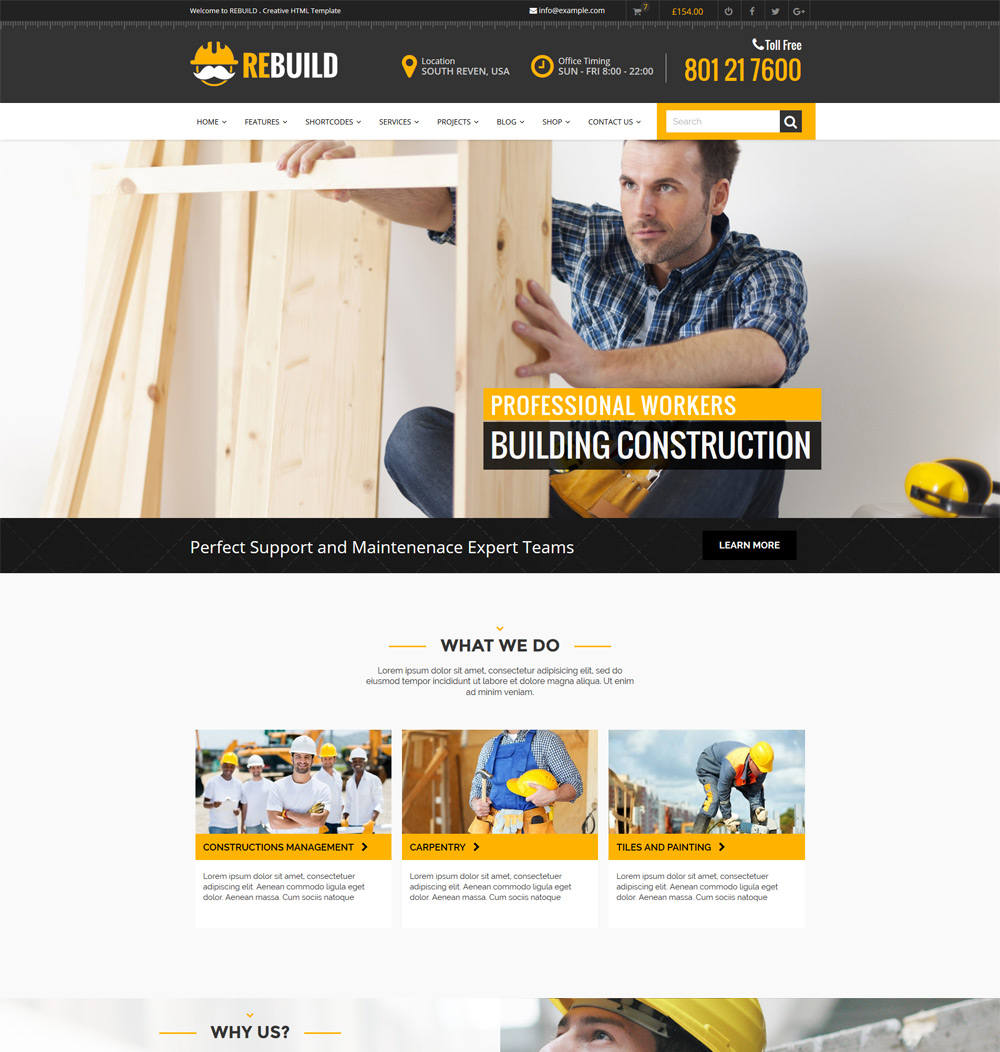 Welcome to REBUILD . Creative HTML Template
info@example.com
7
£154.00
REBUILD
Location
SOUTH REVEN, USA
Office Timing
SUN - FRI 8:00 - 22:00
Toll Free
801 21 7600
HOME
FEATURES
SHORTCODES
SERVICES
PROJECTS
BLOG
SHOP
CONTACT US
Search
PROFESSIONAL WORKERS
BUILDING CONSTRUCTION
Perfect Support and Maintenenace Expert Teams
LEARN MORE
WHAT WE DO
Lorem ipsum dolor sit amet, consectetur adipisicing elit, sed do
eiusmod tempor incididunt ut labore et dolore magna aliqua. Ut enim
ad minim veniam.
CONSTRUCTIONS MANAGEMENT
Lorem ipsum dolor sit amet, consectetuer
adipiscing elit. Aenean commodo ligula eget
dolor. Aenean massa. Cum sociis natoque
CARPENTRY
Lorem ipsum dolor sit amet, consectetuer
adipiscing elit. Aenean commodo ligula eget
dolor. Aenean massa. Cum sociis natoque
TILES AND PAINTING
Lorem ipsum dolor sit amet, consectetuer
adipiscing elit. Aenean commodo ligula eget
dolor. Aenean massa. Cum sociis natoque
WHY US?